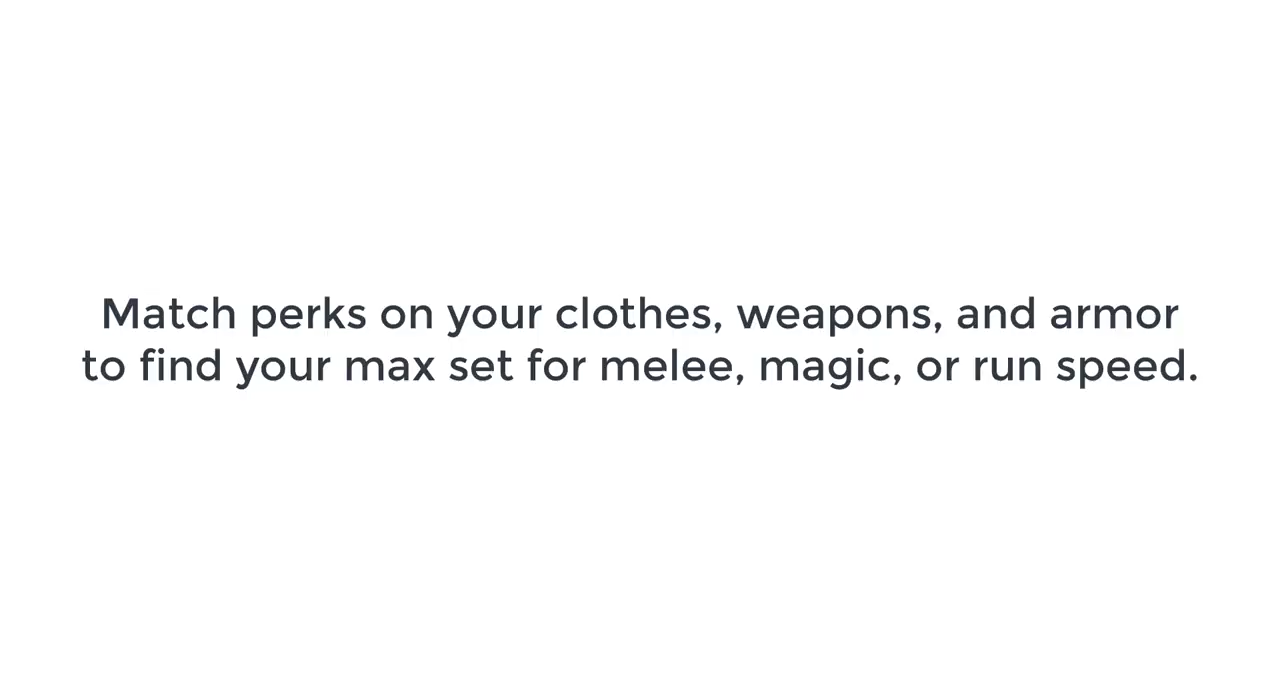 Match perks on your clothes, weapons, and armor
to find your max set for melee, magic, or run speed.